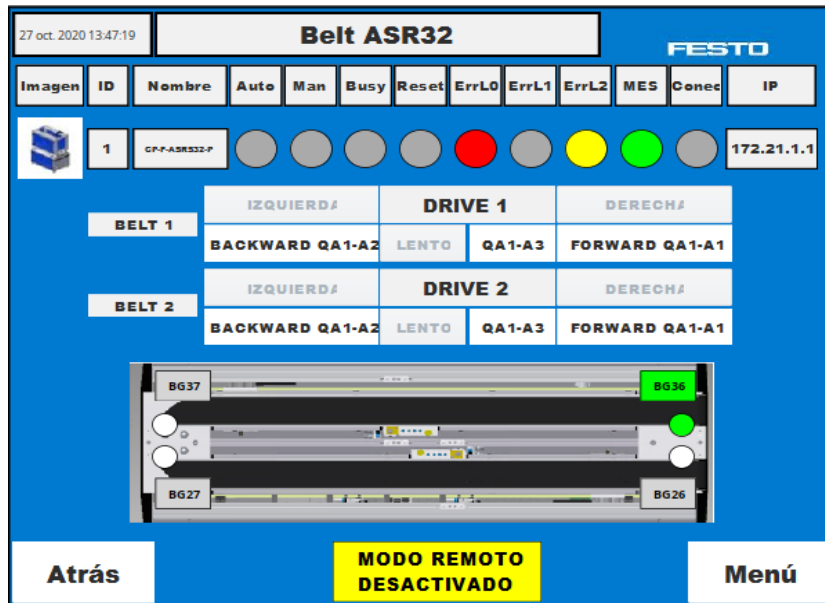 27 oct. 2020 13:47:19
Belt ASR32
FESTO
Imagen ID Nombre Auto Man Busy Reset ErrL0 ErrL1 ErrL2 MES Conec IP
1 172.21.1.1
IZQUIERDA DRIVE 1 DERECHA
BELT 1
BACKWARD QA1-A2 LENTO QA1-A3 FORWARD QA1-A1
IZQUIERDA DRIVE 2 DERECHA
BELT 2
BACKWARD QA1-A2 LENTO QA1-A3 FORWARD QA1-A1
BG37 BG36
BG27 BG26
Atrás
MODO REMOTO
DESACTIVADO
Menú